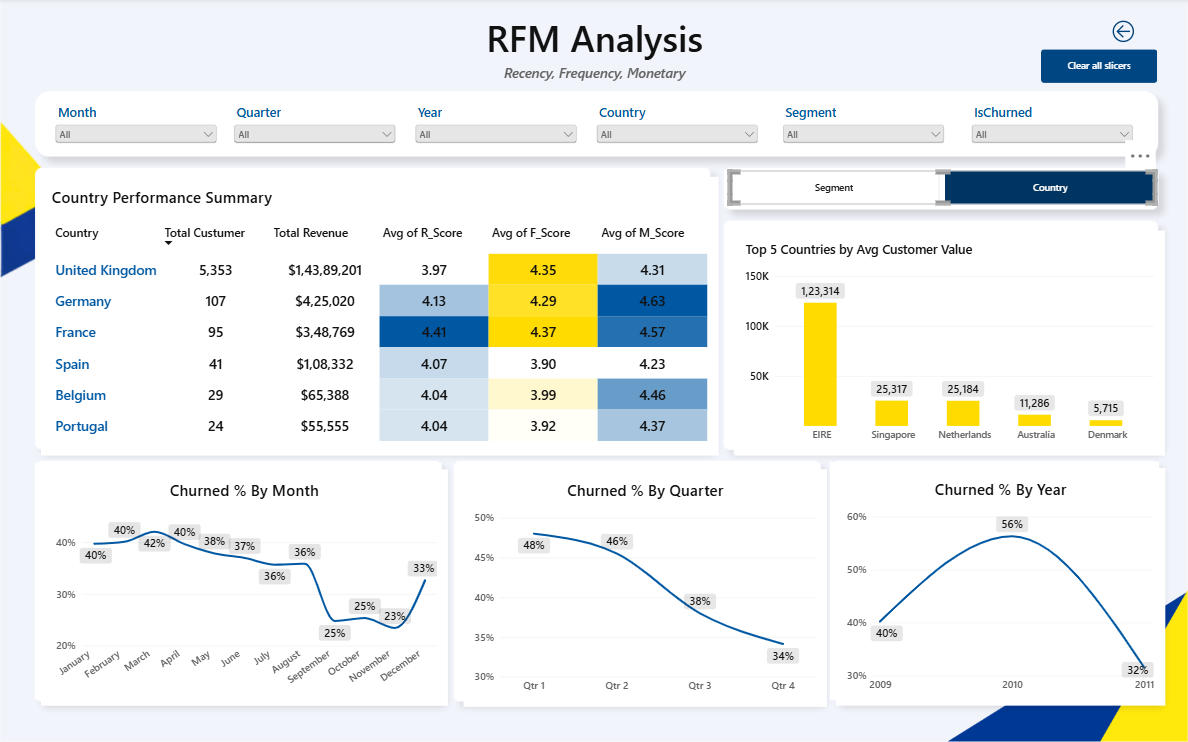 RFM Analysis
Recency, Frequency, Monetary
Clear all slicers
Month Quarter Year Country Segment IsChurned
All All All All All All
Segment Country
Country Performance Summary
Country Total Custumer Total Revenue Avg of R_Score Avg of F_Score Avg of M_Score
United Kingdom 5,353 $1,43,89,201 3.97 4.35 4.31
Germany 107 $4,25,020 4.13 4.29 4.63
France 95 $3,48,769 4.41 4.37 4.57
Spain 41 $1,08,332 4.07 3.90 4.23
Belgium 29 $65,388 4.04 3.99 4.46
Portugal 24 $55,555 4.04 3.92 4.37
Top 5 Countries by Avg Customer Value
150K
100K
50K
1,23,314
25,317 25,184 11,286 5,715
EIRE Singapore Netherlands Australia Denmark
Churned % By Month
40%
30%
20%
40% 40% 42% 40% 38% 37% 36% 36% 25% 25% 23% 33%
January February March April May June July August September October November December
Churned % By Quarter
50%
45%
40%
35%
30%
48% 46% 38% 34%
Qtr 1 Qtr 2 Qtr 3 Qtr 4
Churned % By Year
60%
50%
40%
30%
40% 56% 32%
2009 2010 2011